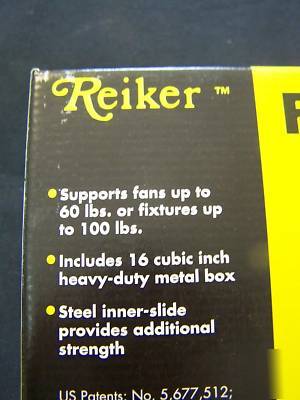 Reiker ™
• Supports fans up to
60 lbs. or fixtures up
to 100 lbs.
• Includes 16 cubic inch
heavy-duty metal box
• Steel inner-slide
provides additional
strength
US Patents: No. 5,677,512;